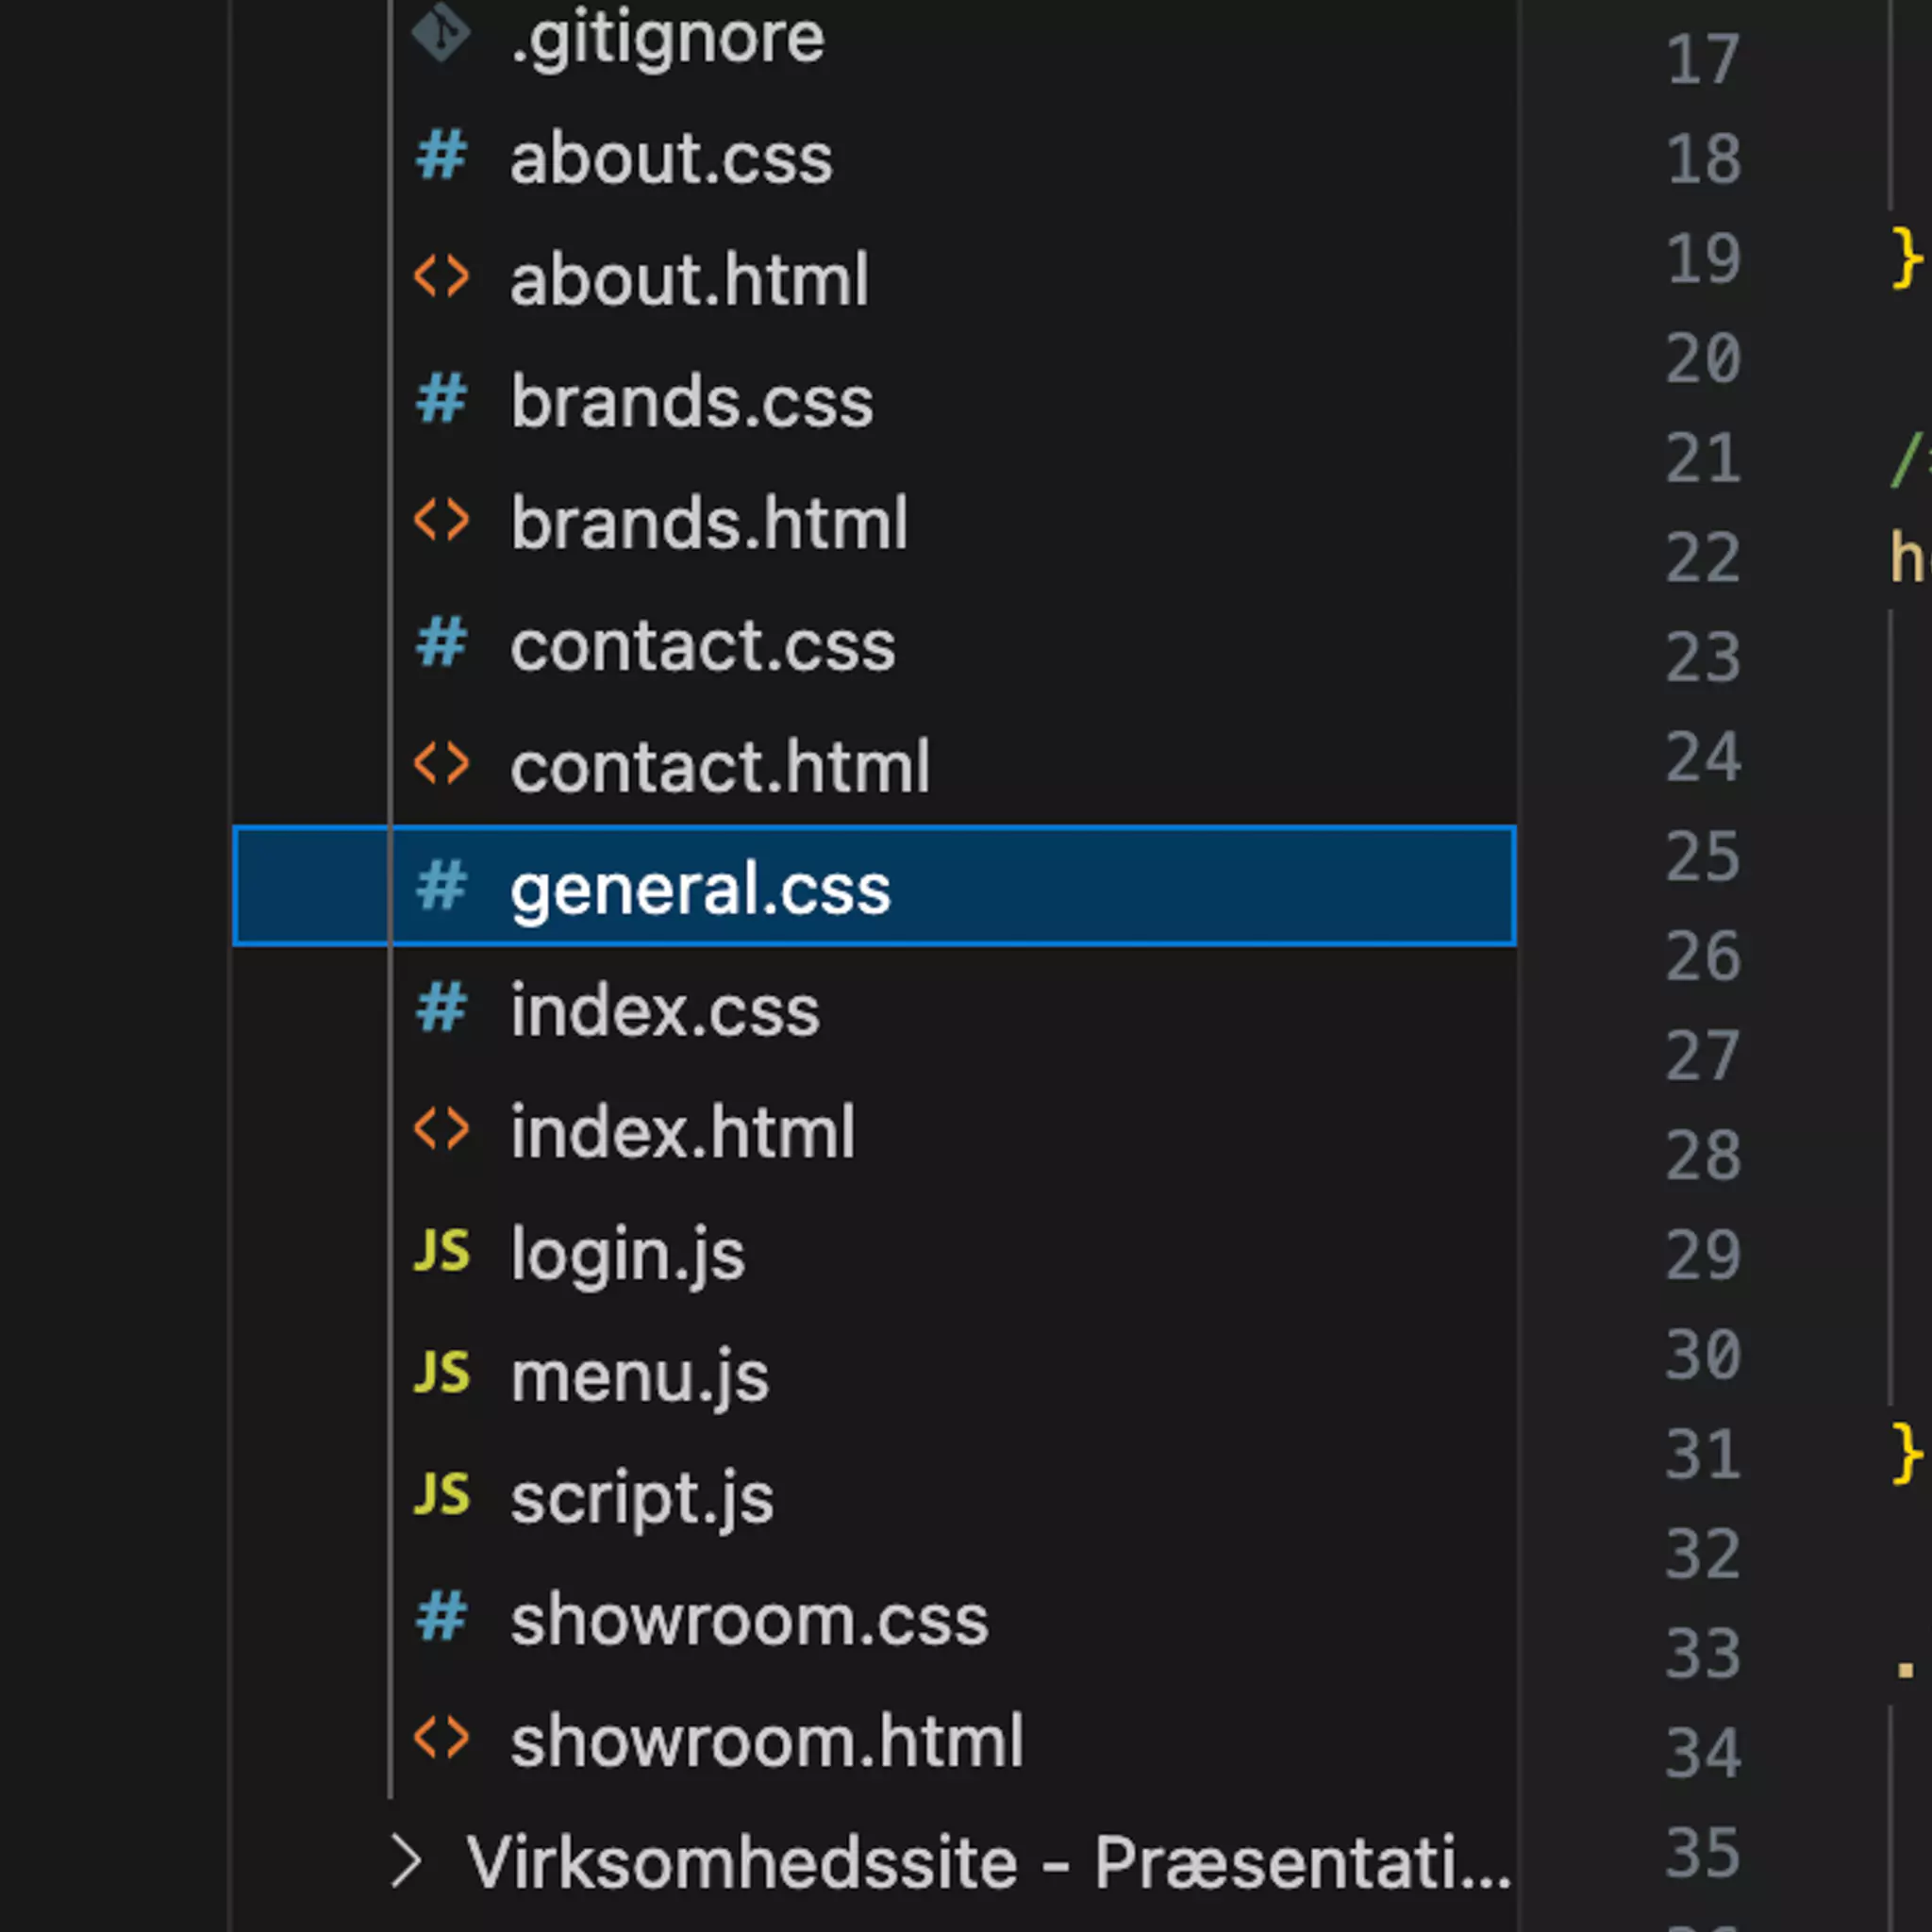 .gitignore
# about.css
<> about.html
# brands.css
<> brands.html
# contact.css
<> contact.html
# general.css
# index.css
<> index.html
JS login.js
JS menu.js
JS script.js
# showroom.css
<> showroom.html
> Virksomhedssite - Præsentati...
17
18
19 }
20
21 /
22 h
23
24
25
26
27
28
29
30
31 }
32
33 .
34
35